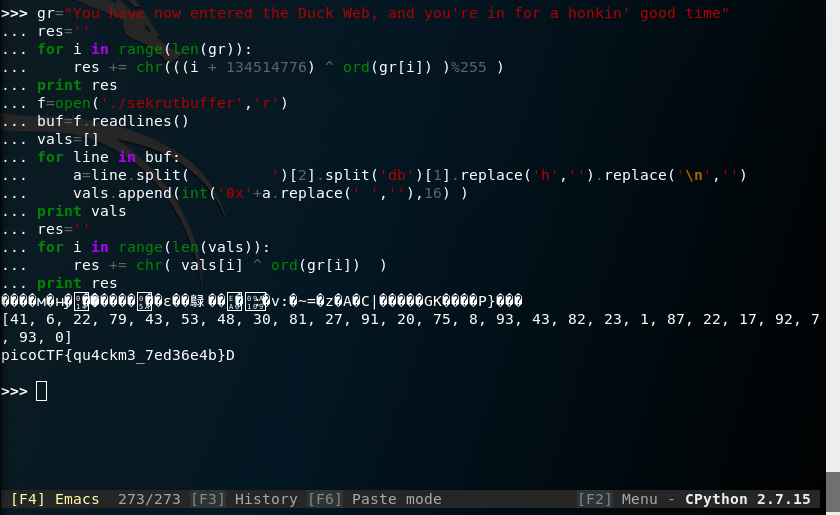 >>> gr="You have now entered the Duck Web, and you're in for a honkin' good time"
... res=''
... for i in range(len(gr)):
...     res += chr(((i + 134514776) ^ ord(gr[i]) )%255 )
... print res
... f=open('./sekrutbuffer','r')
... buf=f.readlines()
... vals=[]
... for line in buf:
...     a=line.split('        ')[2].split('db')[1].replace('h','').replace('\n','')
...     vals.append(int('0x'+a.replace(' ',''),16) )
... print vals
... res=''
... for i in range(len(vals)):
...     res += chr( vals[i] ^ ord(gr[i])  )
... print res
[41, 6, 22, 79, 43, 53, 48, 30, 81, 27, 91, 20, 75, 8, 93, 43, 82, 23, 1, 87, 22, 17, 92, 7
, 93, 0]
picoCTF{qu4ckm3_7ed36e4b}D
>>>
[F4] Emacs  273/273 [F3] History [F6] Paste mode [F2] Menu - CPython 2.7.15